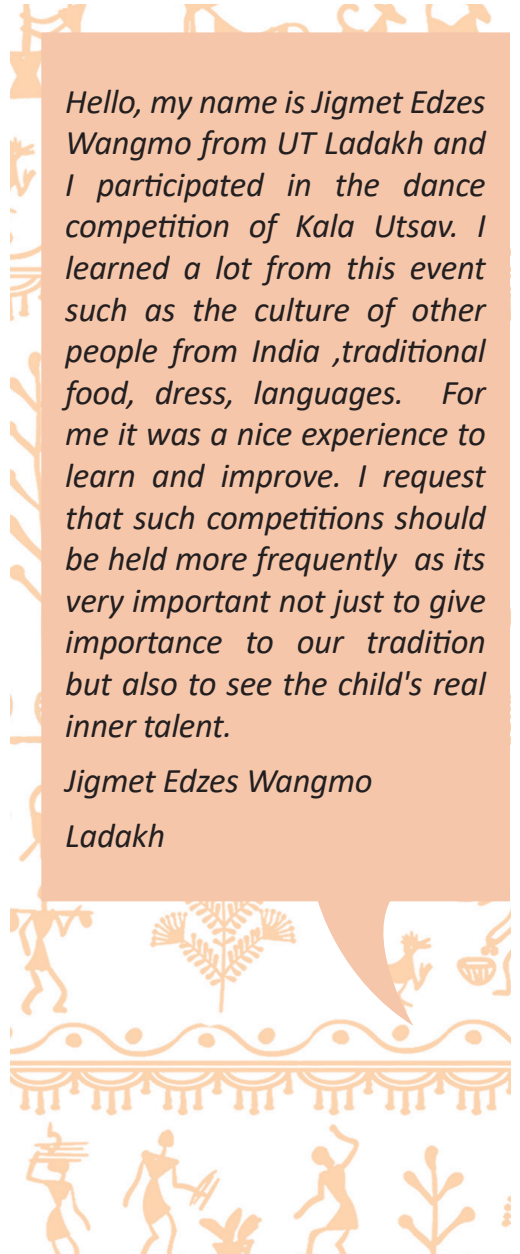 Hello, my name is Jigmet Edzes
Wangmo from UT Ladakh and
I participated in the dance
competition of Kala Utsav. I
learned a lot from this event
such as the culture of other
people from India ,traditional
food, dress, languages.  For
me it was a nice experience to
learn and improve. I request
that such competitions should
be held more frequently  as its
very important not just to give
importance to our tradition
but also to see the child's real
inner talent.
Jigmet Edzes Wangmo
Ladakh